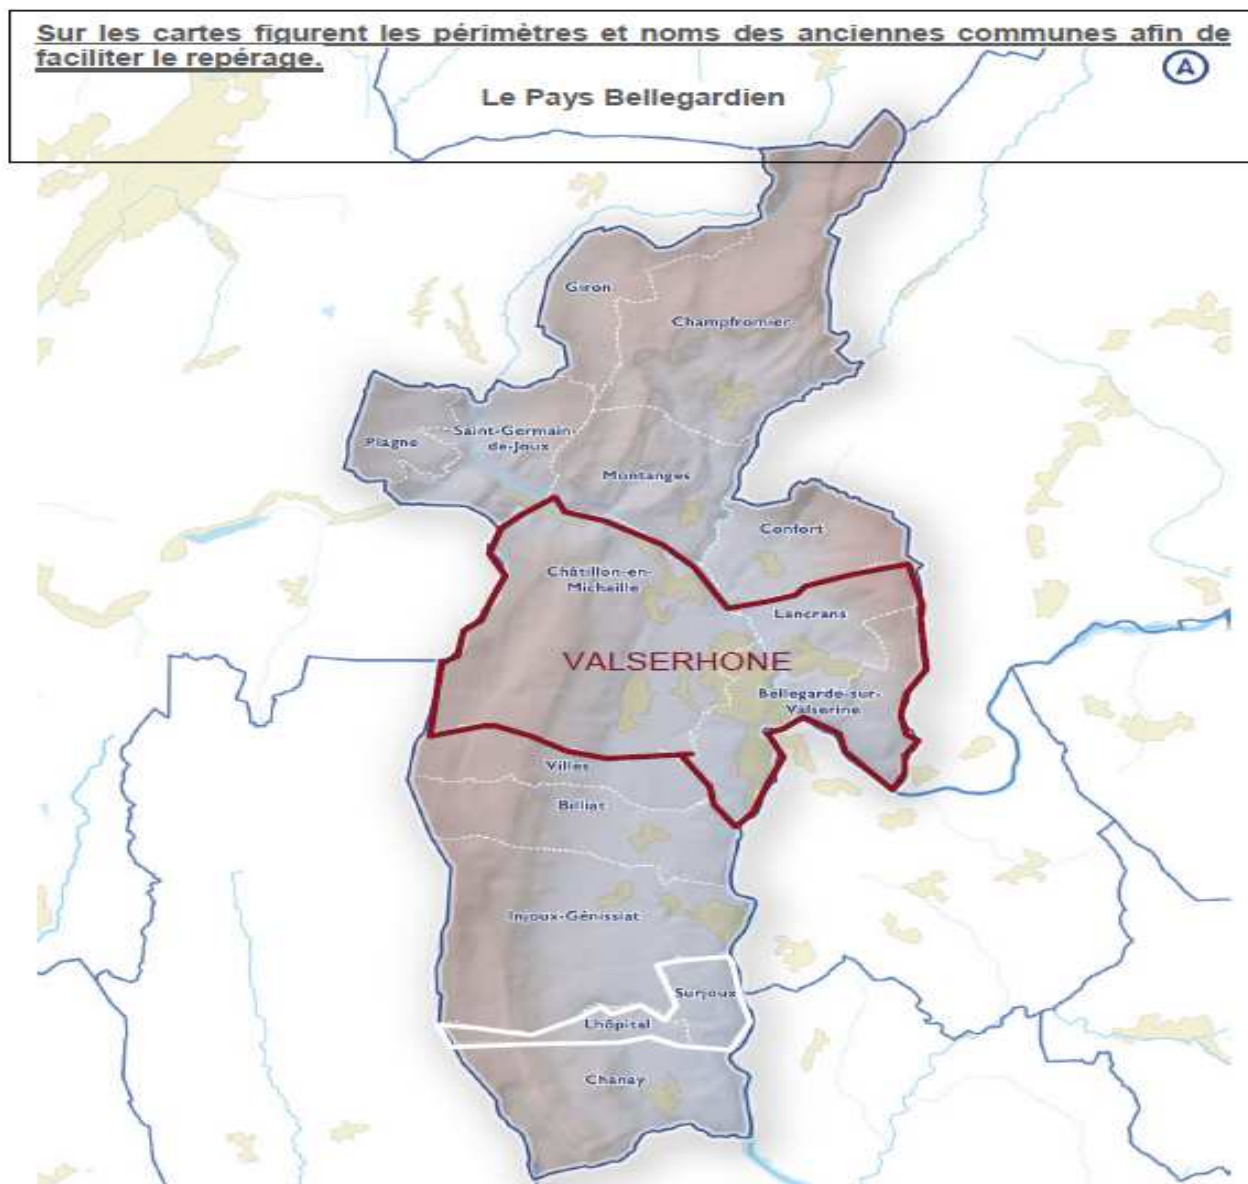 Sur les cartes figurent les périmètres et noms des anciennes communes afin de
faciliter le repérage.
A
Le Pays Bellegardien
Giron
Champfromier
Plagne
Saint-Germain-
de-Joux
Montanges
Confort
Châtillon-en-
Michaille
Lancrans
VALSERHONE
Bellegarde-sur-
Valserine
Villes
Billiat
Injoux-Génissiat
Surjoux
Lhôpital
Chanay